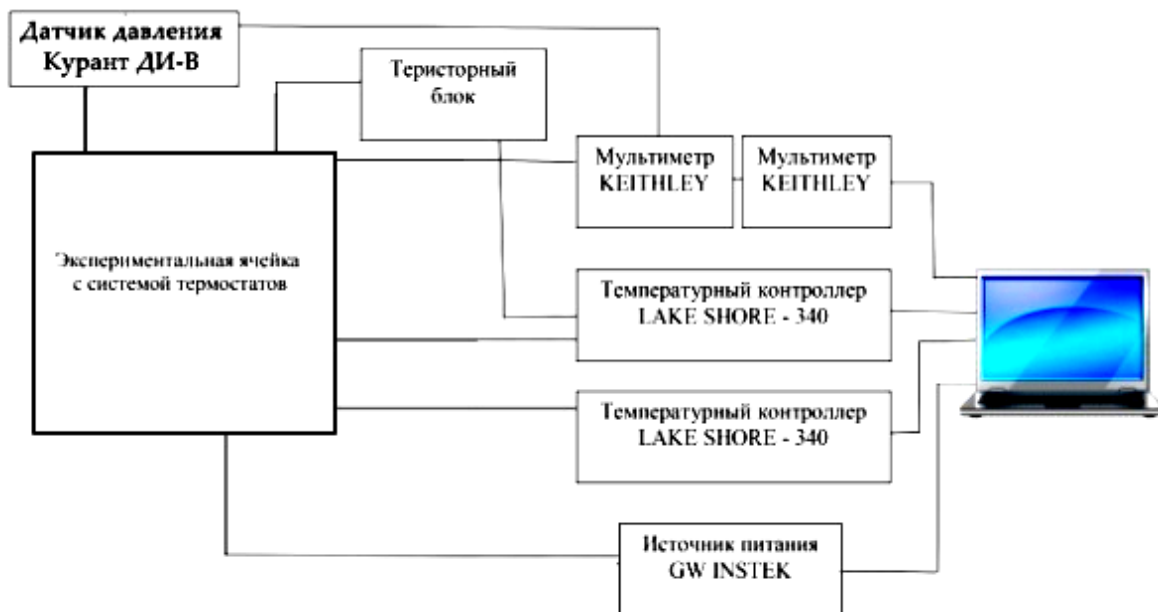 Датчик давления
Курант ДИ-В
Теристорный
блок
Мультиметр
KEITHLEY
Мультиметр
KEITHLEY
Экспериментальная ячейка
с системой термостатов
Температурный контроллер
LAKE SHORE - 340
Температурный контроллер
LAKE SHORE - 340
Источник питания
GW INSTEK